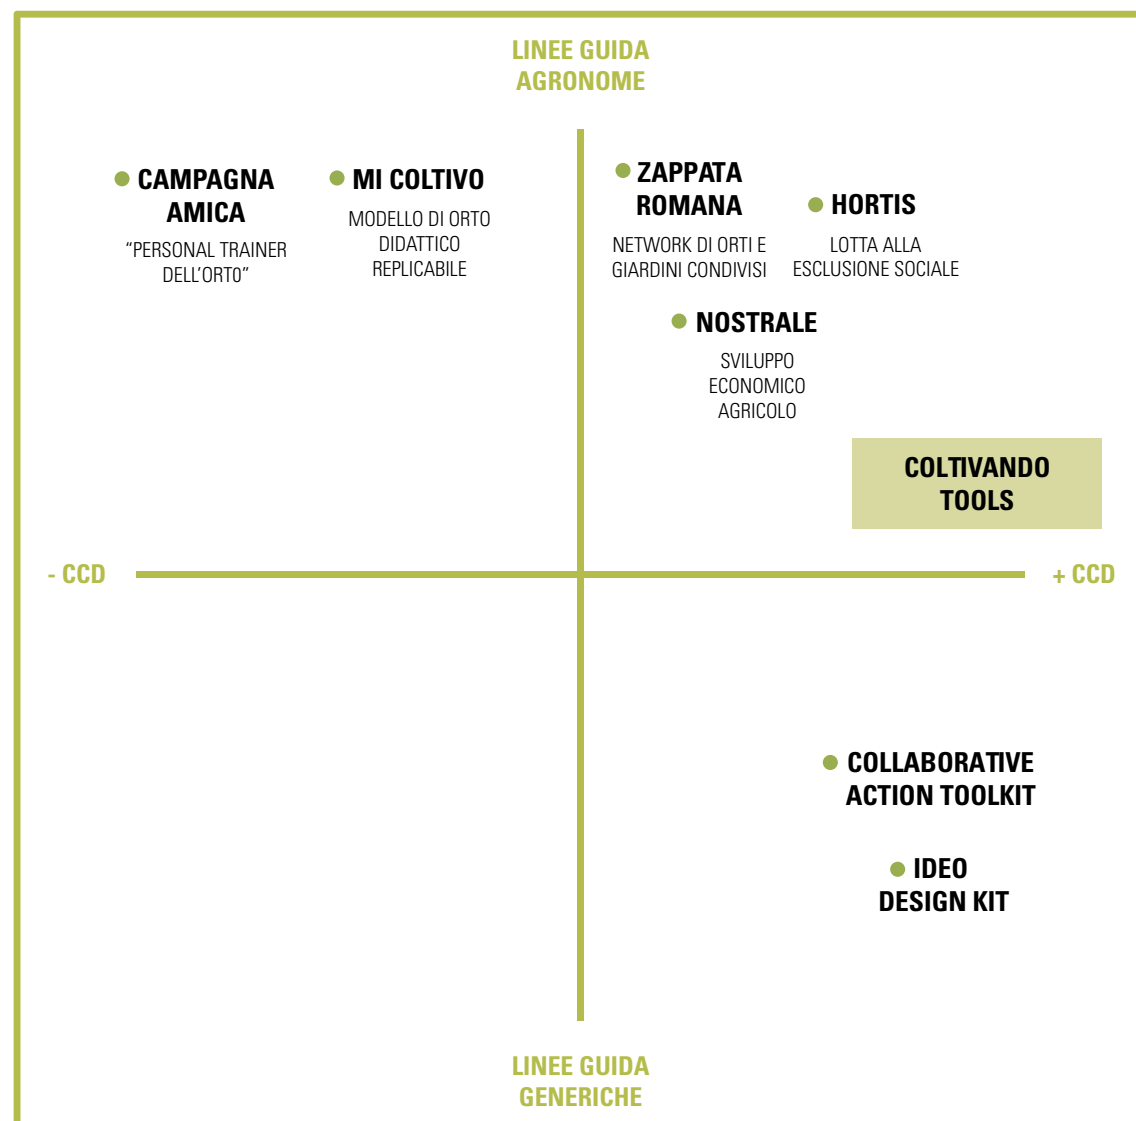 LINEE GUIDA
AGRONOME
CAMPAGNA
AMICA
"PERSONAL TRAINER
DELL'ORT0"
MI COLTIVO
MODELLO DI ORTO
DIDATTICO
REPLICABILE
ZAPPATA
ROMANA
NETWORK DI ORTI E
GIARDINI CONDIVISI
HORTIS
LOTTA ALLA
ESCLUSIONE SOCIALE
NOSTRALE
SVILUPPO
ECONOMICO
AGRICOLO
COLTIVANDO
TOOLS
- CCD
+ CCD
COLLABORATIVE
ACTION TOOLKIT
IDEO
DESIGN KIT
LINEE GUIDA
GENERICHE